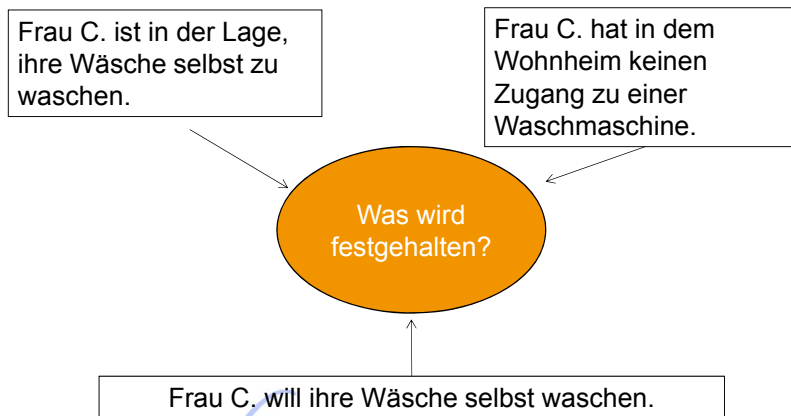 Frau C. ist in der Lage,
ihre Wäsche selbst zu
waschen.
Frau C. hat in dem
Wohnheim keinen
Zugang zu einer
Waschmaschine.
Was wird
festgehalten?
Frau C. will ihre Wäsche selbst waschen.